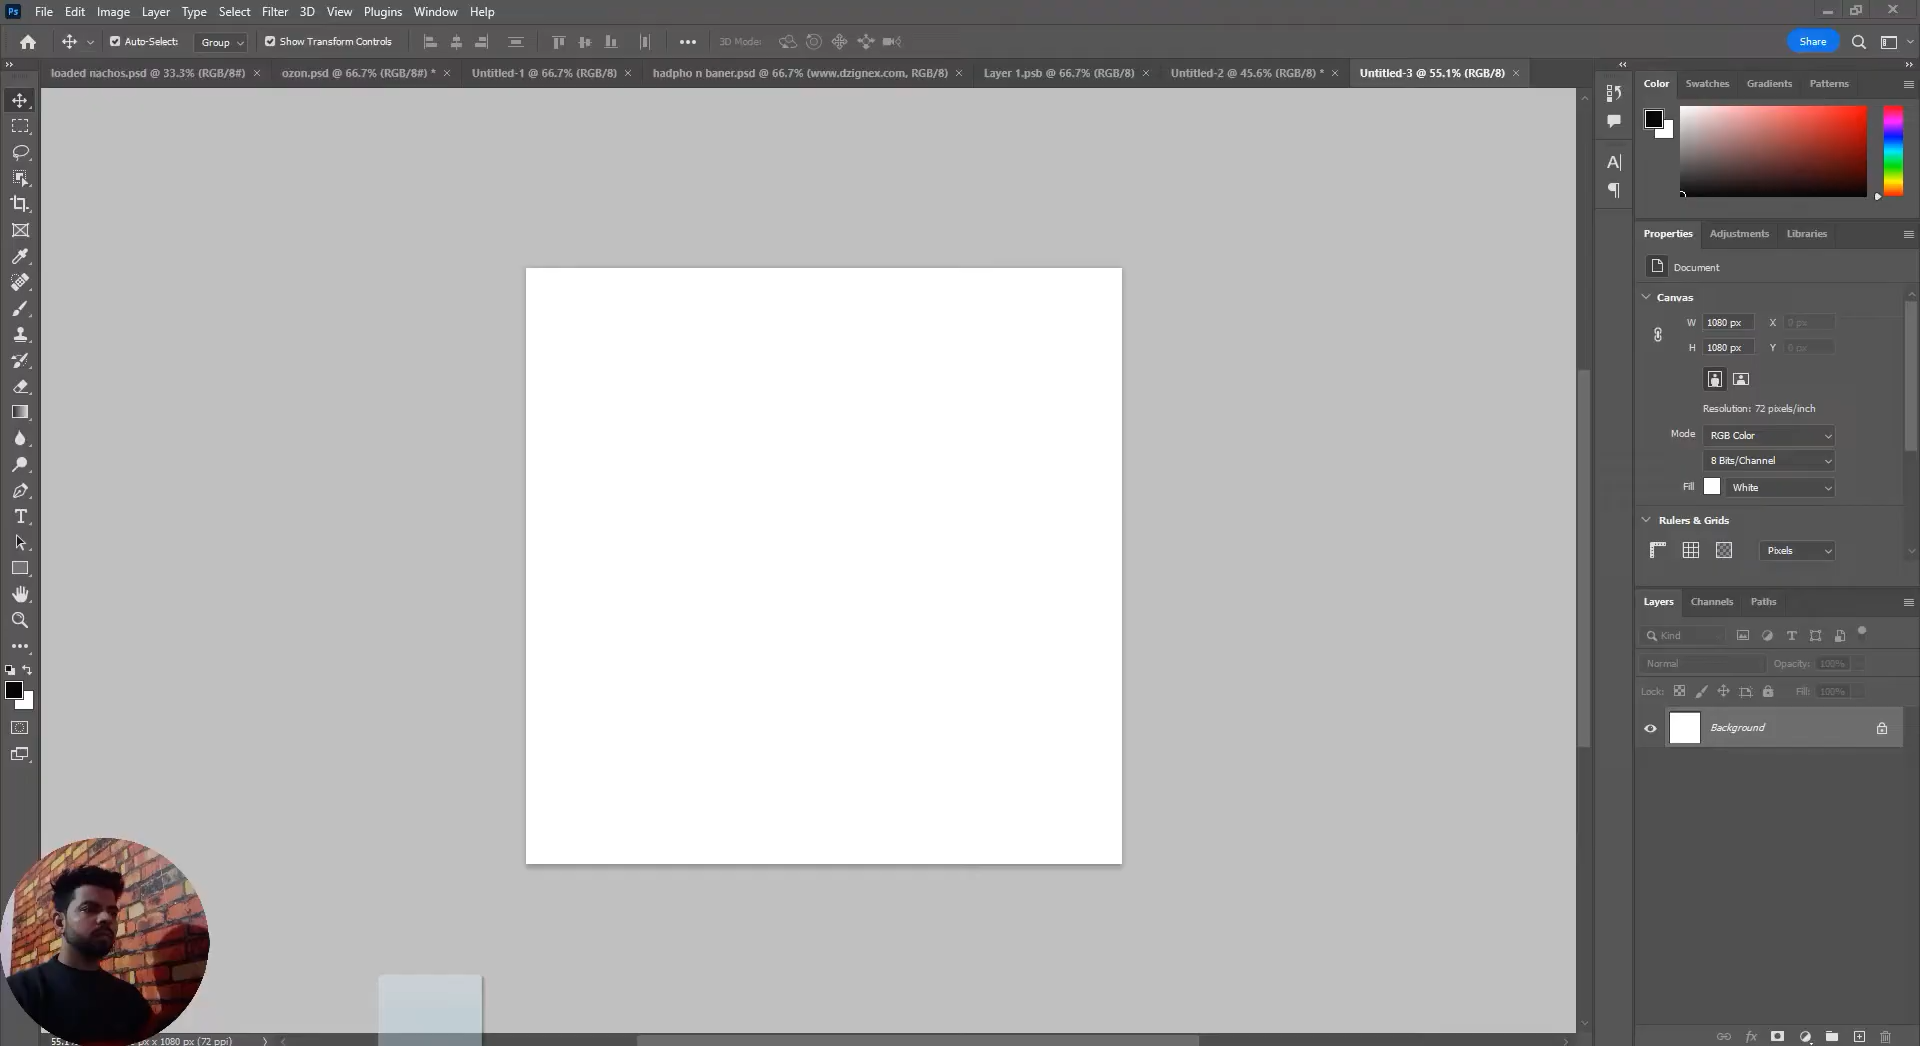 Ps File Edit Image Layer Type Select Filter 3D View Plugins Window Help
Auto-Select: Group Show Transform Controls 3D Mode: Share
loaded nachos.psd @ 33.3% (RGB/8#) ozon.psd @ 66.7% (RGB/8#) * Untitled-1 @ 66.7% (RGB/8) hadpho n baner.psd @ 66.7% (www.dzignex.com, RGB/8) Layer 1.psb @ 66.7% (RGB/8) Untitled-2 @ 45.6% (RGB/8) * Untitled-3 @ 55.1% (RGB/8)
Color Swatches Gradients Patterns
Properties Adjustments Libraries
Document
Canvas
W 1080 px X 0 px
H 1080 px Y 0 px
Resolution: 72 pixels/inch
Mode RGB Color
8 Bits/Channel
Fill White
Rulers & Grids
Pixels
Layers Channels Paths
Kind
Normal Opacity: 100%
Lock: Fill: 100%
Background
px x 1080 px (72 ppi)